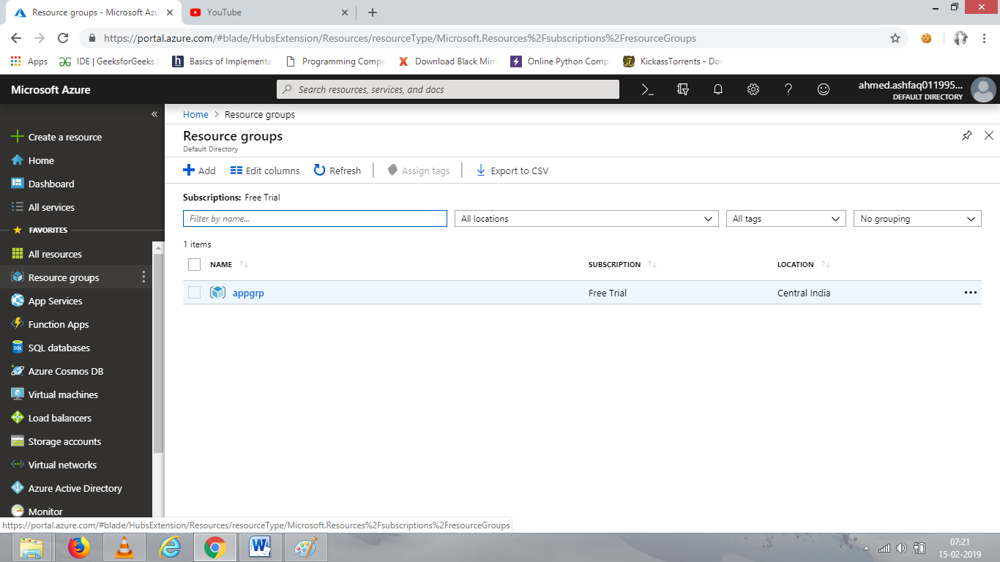 Resource groups - Microsoft Azu
YouTube
https://portal.azure.com/#blade/HubsExtension/Resources/resourceType/Microsoft.Resources%2Fsubscriptions%2FresourceGroups
Apps
IDE | GeeksforGeeks
Basics of Implementa
Programming Compe
Download Black Mirr
Online Python Comp
KickassTorrents - Dov
Microsoft Azure
Search resources, services, and docs
ahmed.ashfaq011995...
DEFAULT DIRECTORY
Create a resource
Home
Dashboard
All services
FAVORITES
All resources
Resource groups
App Services
Function Apps
SQL databases
Azure Cosmos DB
Virtual machines
Load balancers
Storage accounts
Virtual networks
Azure Active Directory
Monitor
Home > Resource groups
Resource groups
Default Directory
Add
Edit columns
Refresh
Assign tags
Export to CSV
Subscriptions: Free Trial
Filter by name...
All locations
All tags
No grouping
1 items
NAME
SUBSCRIPTION
LOCATION
appgrp
Free Trial
Central India
https://portal.azure.com/#blade/HubsExtension/Resources/resourceType/Microsoft.Resources%2Fsubscriptions%2FresourceGroups
07:21
15-02-2019